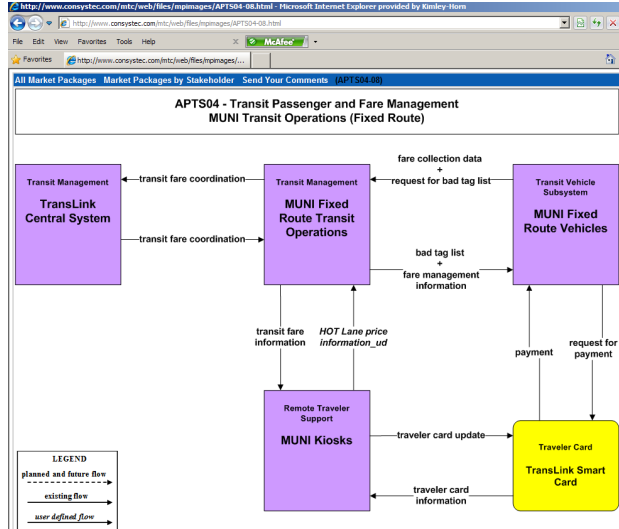 http://www.consystec.com/mtc/web/files/mpimages/APTS04-08.html - Microsoft Internet Explorer provided by Kimley-Horn
http://www.consystec.com/mtc/web/files/mpimages/APTS04-08.html
File Edit View Favorites Tools Help
X McAfee
Favorites
http://www.consystec.com/mtc/web/files/mpimages/...
All Market Packages Market Packages by Stakeholder Send Your Comments (APTS04-08)
APTS04 - Transit Passenger and Fare Management
MUNI Transit Operations (Fixed Route)
Transit Management
TransLink
Central System
transit fare coordination
transit fare coordination
Transit Management
MUNI Fixed
Route Transit
Operations
fare collection data
+
request for bad tag list
bad tag list
+
fare management
information
Transit Vehicle
Subsystem
MUNI Fixed
Route Vehicles
transit fare
information
HOT Lane price
information_ud
payment
request for
payment
Remote Traveler
Support
MUNI Kiosks
traveler card update
traveler card
information
Traveler Card
TransLink Smart
Card
LEGEND
planned and future flow
existing flow
user defined flow